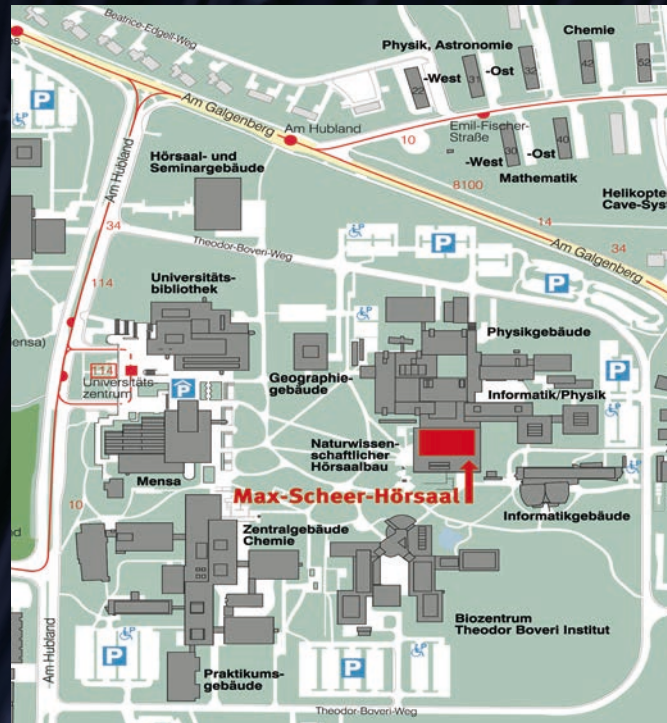 Beatrice-Edgell-Weg
es
P
Am Galgenberg
Am Hubland
Physik, Astronomie
-West
-Ost
22
31
32
Chemie
42
52
Emil-Fischer-
Straße
10
30
40
-West
-Ost
Mathematik
8100
14
34
Helikopte
Cave-Sys
Am Galgenberg
Am Hubland
Hörsaal- und
Seminargebäude
34
Theodor-Boveri-Weg
P
P
P
P
114
Universitäts-
bibliothek
ensa)
114
Universitäts-
zentrum
P
Geographie-
gebäude
Physikgebäude
P
Informatik/Physik
Naturwissen-
schaftlicher
Hörsaalbau
Mensa
Max-Scheer-Hörsaal
10
Zentralgebäude
Chemie
Informatikgebäude
Biozentrum
Theodor Boveri Institut
Am Hubland
P
Praktikums-
gebäude
P
Theodor-Boveri-Weg